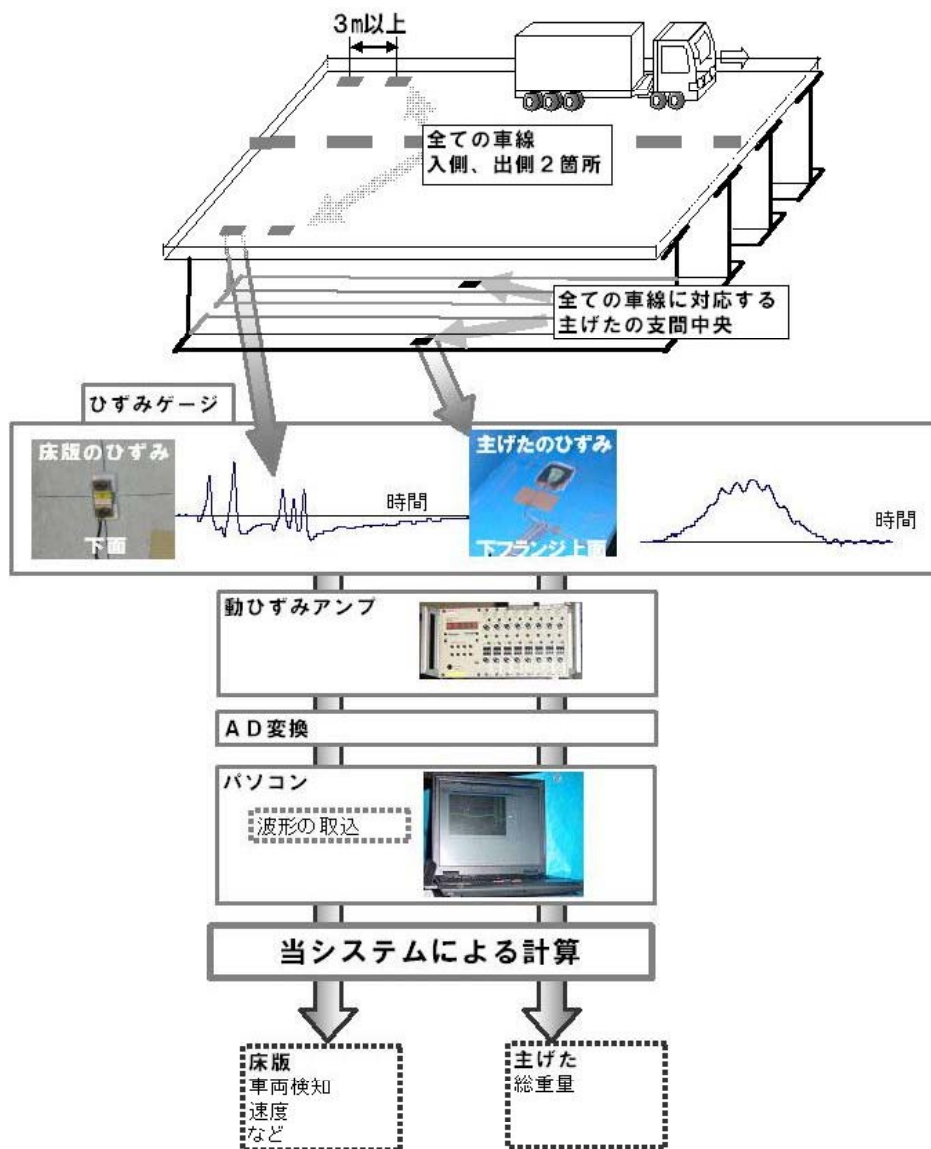 3m以上
全ての車線
入側、出側2箇所
全ての車線に対応する
主げたの支間中央
ひずみゲージ
床版のひずみ
下面
時間
主げたのひずみ
下フランジ上面
時間
動ひずみアンプ
AD変換
パソコン
波形の取込
当システムによる計算
床版
車両検知
速度
など
主げた
総重量